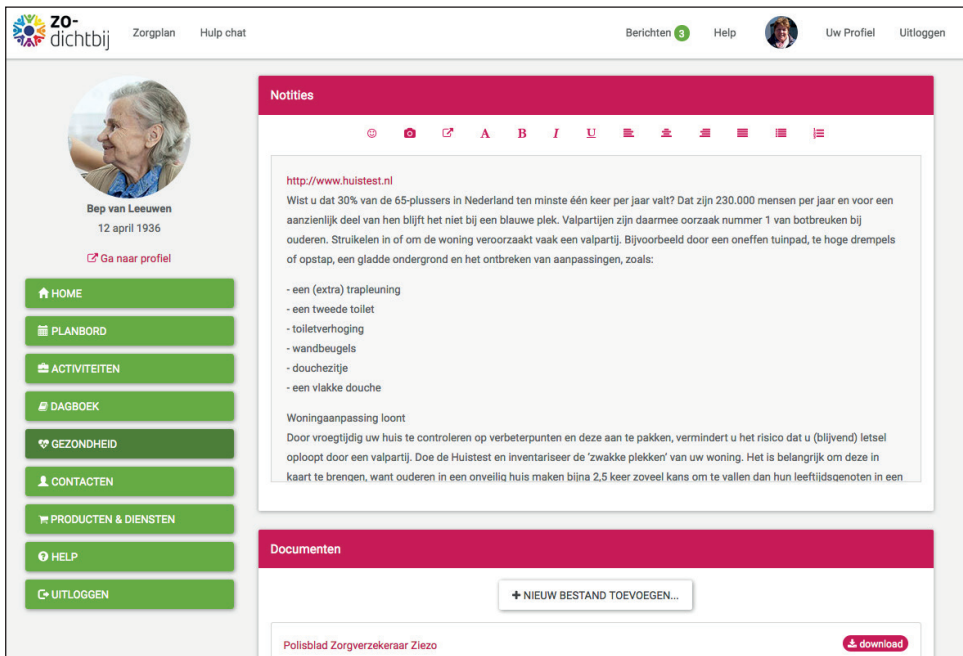 zo-
dichtbij
Zorgplan
Hulp chat
Berichten 3
Help
Uw Profiel
Uitloggen
Bep van Leeuwen
12 april 1936
Ga naar profiel
HOME
PLANBORD
ACTIVITEITEN
DAGBOEK
GEZONDHEID
CONTACTEN
PRODUCTEN & DIENSTEN
HELP
UITLOGGEN
Notities
A B I U
http://www.huistest.nl
Wist u dat 30% van de 65-plussers in Nederland ten minste één keer per jaar valt? Dat zijn 230.000 mensen per jaar en voor een
aanzienlijk deel van hen blijft het niet bij een blauwe plek. Valpartijen zijn daarmee oorzaak nummer 1 van botbreuken bij
ouderen. Struikelen in of om de woning veroorzaakt vaak een valpartij. Bijvoorbeeld door een oneffen tuinpad, te hoge drempels
of opstap, een gladde ondergrond en het ontbreken van aanpassingen, zoals:
- een (extra) trapleuning
- een tweede toilet
- toiletverhoging
- wandbeugels
- douchezitje
- een vlakke douche
Woningaanpassing loont
Door vroegtijdig uw huis te controleren op verbeterpunten en deze aan te pakken, vermindert u het risico dat u (blijvend) letsel
oploopt door een valpartij. Doe de Huistest en inventariseer de 'zwakke plekken' van uw woning. Het is belangrijk om deze in
kaart te brengen, want ouderen in een onveilig huis maken bijna 2,5 keer zoveel kans om te vallen dan hun leeftijdsgenoten in een
Documenten
+ NIEUW BESTAND TOEVOEGEN...
Polisblad Zorgverzekeraar Ziezo
download